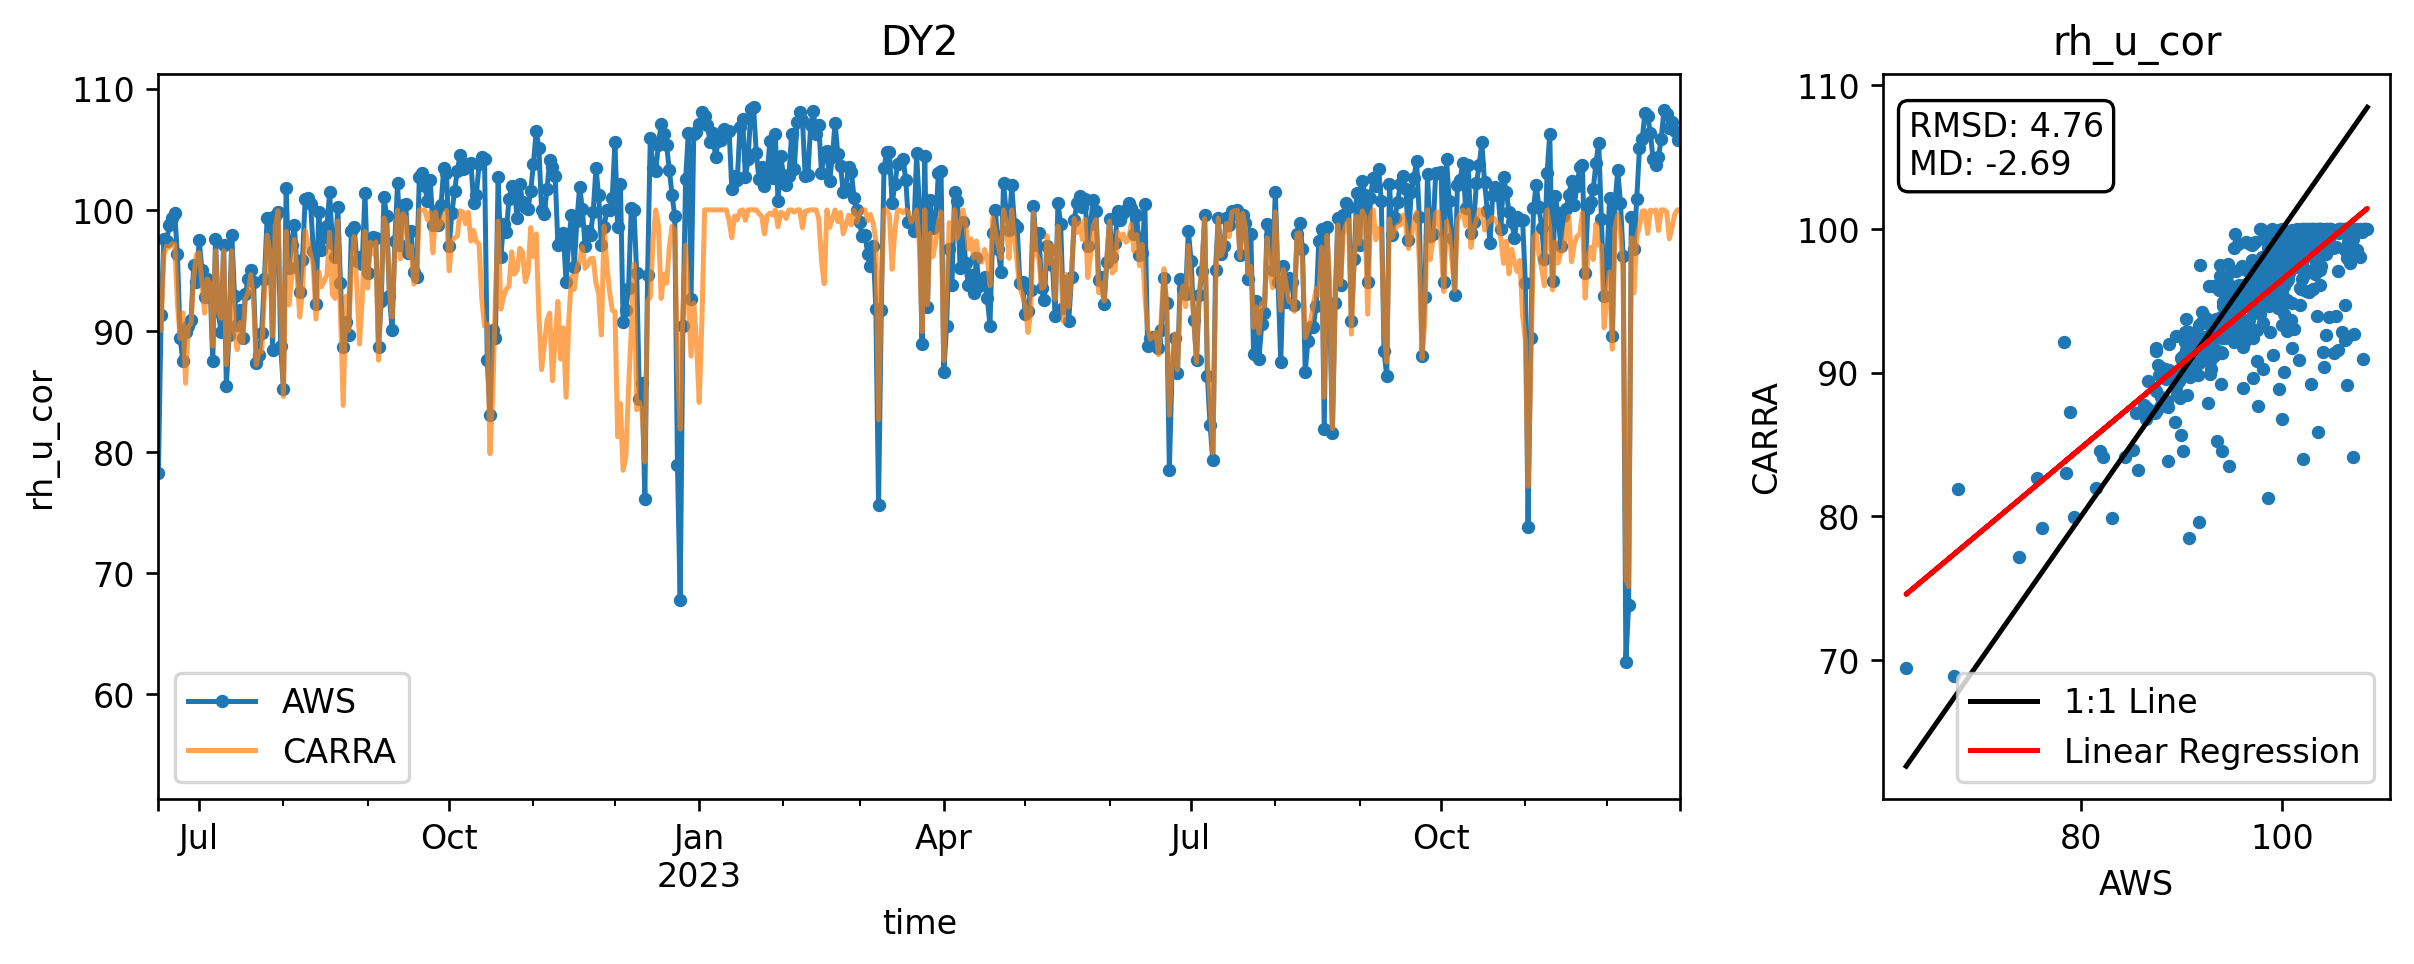 DY2
110
100
90
80
70
60
rh_u_cor
AWS
CARRA
Jul
Oct
Jan
2023
Apr
Jul
Oct
time
rh_u_cor
110
100
90
80
70
CARRA
RMSD: 4.76
MD: -2.69
1:1 Line
Linear Regression
80
100
AWS